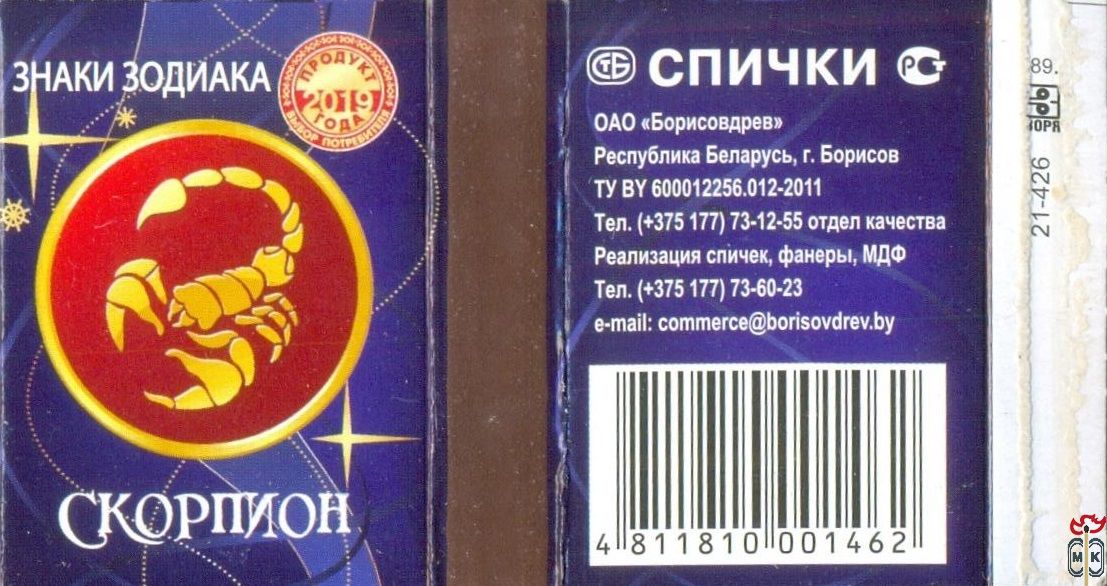 ЗНАКИ ЗОДИАКА
ПРОДУКТ
2019
ГОДА
ВЫБОР ПОТРЕБИТЕЛЯ
СКОРПИОН
СТБ СПИЧКИ РСТ
ОАО «Борисовдрев»
Республика Беларусь, г. Борисов
ТУ BY 600012256.012-2011
Тел. (+375 177) 73-12-55 отдел качества
Реализация спичек, фанеры, МДФ
Тел. (+375 177) 73-60-23
e-mail: commerce@borisovdrev.by
4 811810 001462
89.
21-426
МК